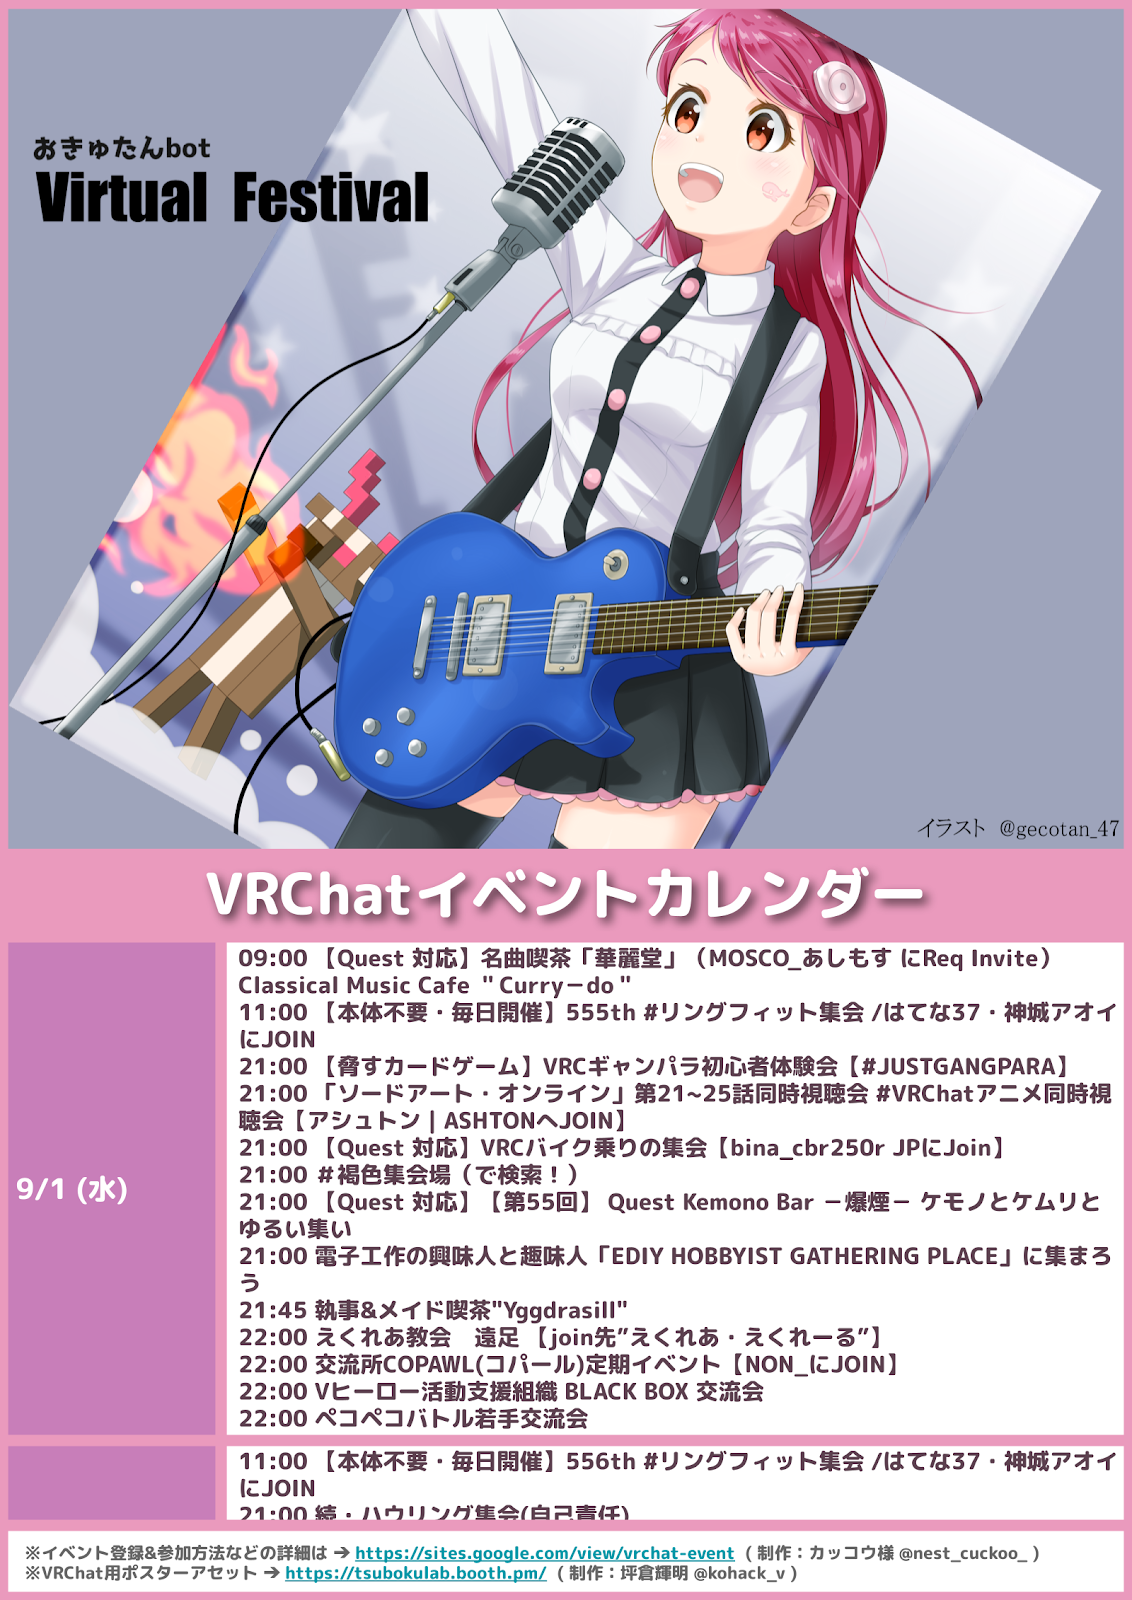 おきゅたんbot
Virtual Festival
イラスト @gecotan_47
VRChatイベントカレンダー
9/1 (水)
09:00 【Quest 対応】名曲喫茶「華麗堂」（MOSCO_あしもす にReq Invite）
Classical Music Cafe ＂Curry－do＂
11:00 【本体不要・毎日開催】555th #リングフィット集会 /はてな37・神城アオイ
にJOIN
21:00 【脅すカードゲーム】VRCギャンパラ初心者体験会【#JUSTGANGPARA】
21:00 「ソードアート・オンライン」第21~25話同時視聴会 #VRChatアニメ同時視
聴会【アシュトン | ASHTONへJOIN】
21:00 【Quest 対応】VRCバイク乗りの集会【bina_cbr250r JPにJoin】
21:00 ＃褐色集会場（で検索！）
21:00 【Quest 対応】【第55回】 Quest Kemono Bar －爆煙－ ケモノとケムリと
ゆるい集い
21:00 電子工作の興味人と趣味人「EDIY HOBBYIST GATHERING PLACE」に集まろ
う
21:45 執事&メイド喫茶"Yggdrasill"
22:00 えくれあ教会　遠足 【join先”えくれあ・えくれーる”】
22:00 交流所COPAWL(コパール)定期イベント【NON_にJOIN】
22:00 Vヒーロー活動支援組織 BLACK BOX 交流会
22:00 ペコペコバトル若手交流会
11:00 【本体不要・毎日開催】556th #リングフィット集会 /はてな37・神城アオイ
にJOIN
21:00 続・ハウリング集会(自己責任)
※イベント登録&参加方法などの詳細は → https://sites.google.com/view/vrchat-event ( 制作：カッコウ様 @nest_cuckoo_ )
※VRChat用ポスターアセット → https://tsubokulab.booth.pm/ ( 制作：坪倉輝明 @kohack_v )